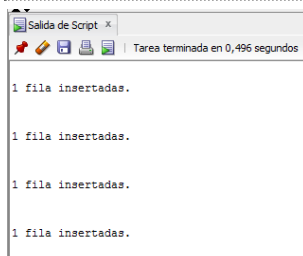 Salida de Script x
Tarea terminada en 0,496 segundos
1 fila insertadas.
1 fila insertadas.
1 fila insertadas.
1 fila insertadas.